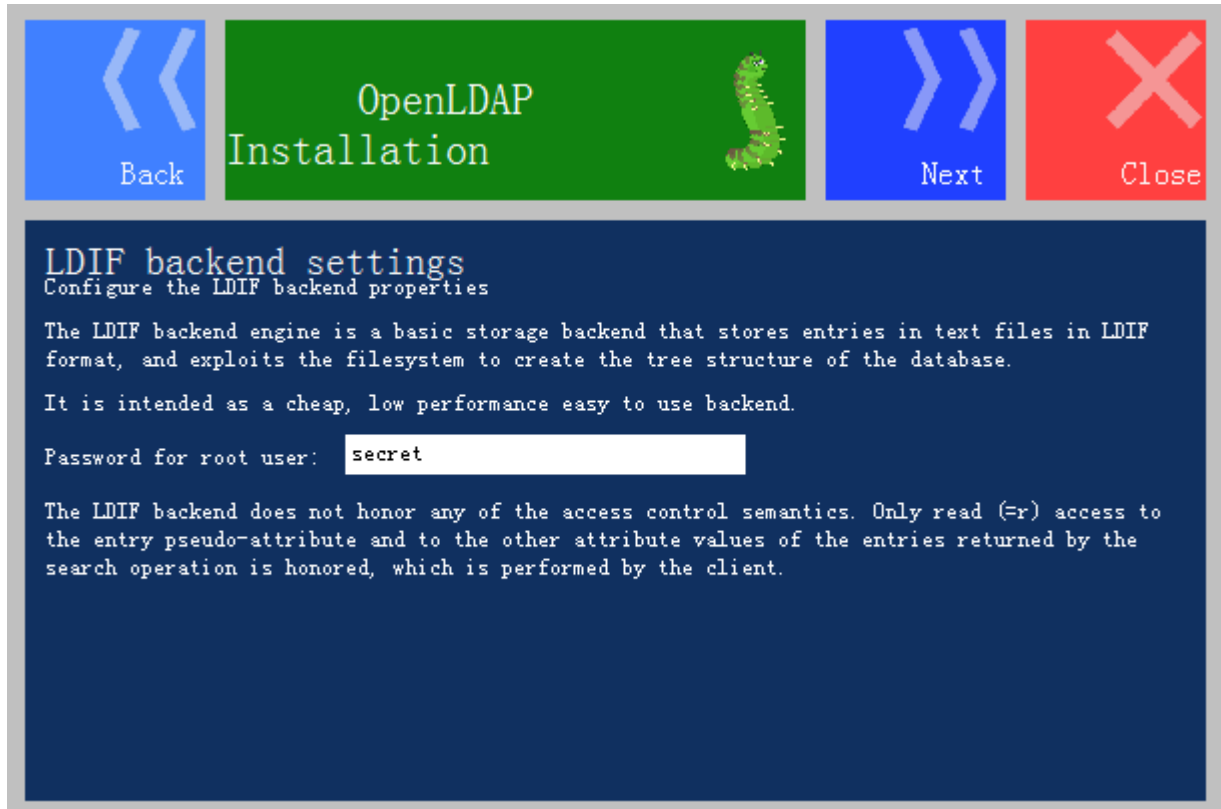 Back
OpenLDAP
Installation
Next
Close
LDIF backend settings
Configure the LDIF backend properties
The LDIF backend engine is a basic storage backend that stores entries in text files in LDIF
format, and exploits the filesystem to create the tree structure of the database.
It is intended as a cheap, low performance easy to use backend.
Password for root user: secret
The LDIF backend does not honor any of the access control semantics. Only read (=r) access to
the entry pseudo-attribute and to the other attribute values of the entries returned by the
search operation is honored, which is performed by the client.